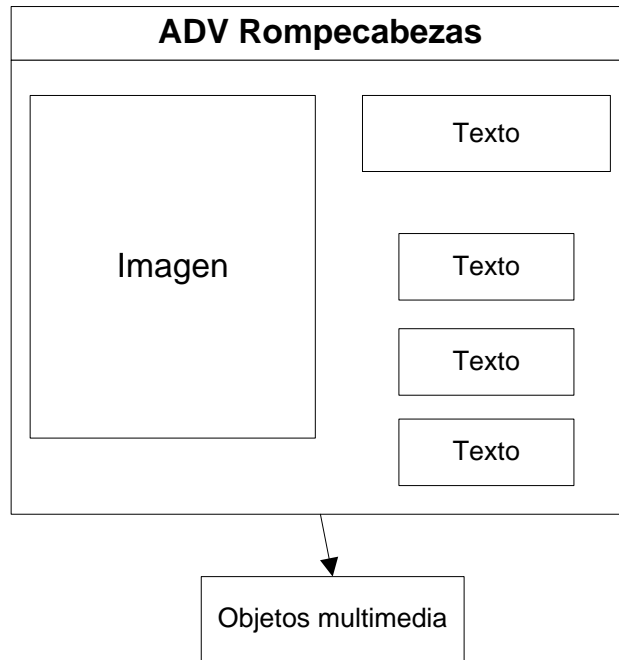 ADV Rompecabezas
Imagen
Texto
Texto
Texto
Texto
Objetos multimedia